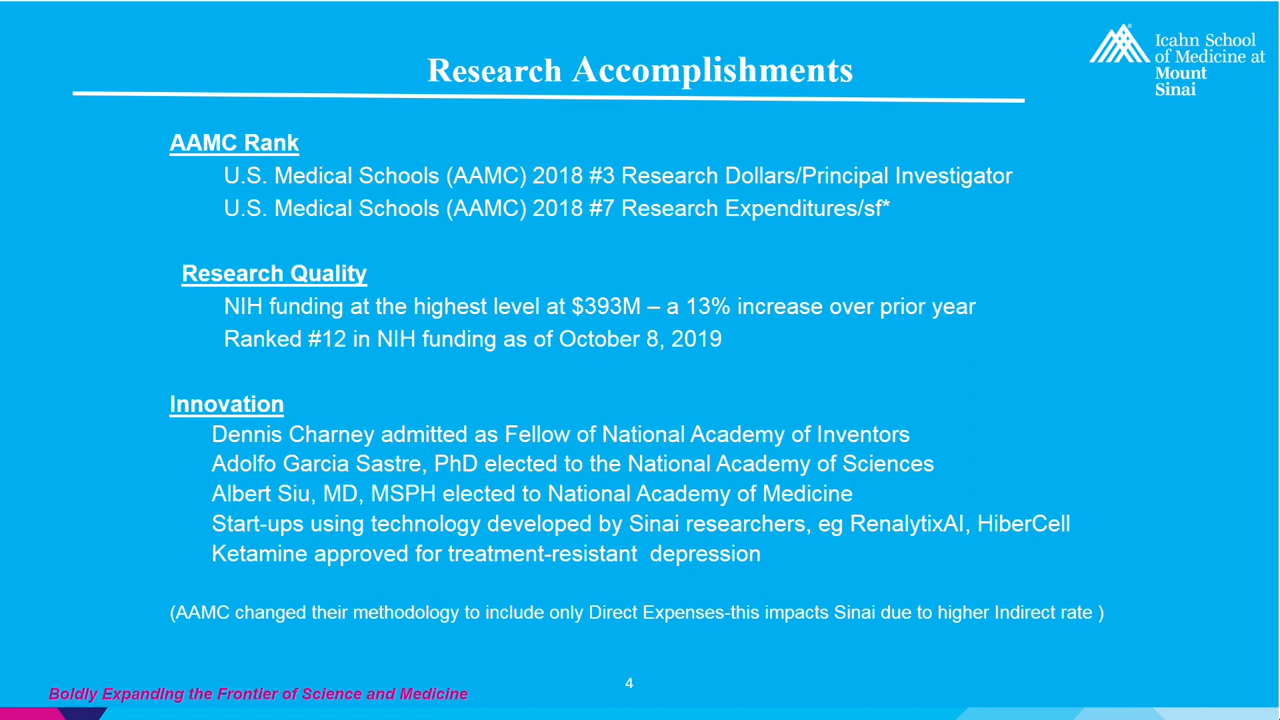 Research Accomplishments
Icahn School
of Medicine at
Mount
Sinai
AAMC Rank
U.S. Medical Schools (AAMC) 2018 #3 Research Dollars/Principal Investigator
U.S. Medical Schools (AAMC) 2018 #7 Research Expenditures/sf*
Research Quality
NIH funding at the highest level at $393M – a 13% increase over prior year
Ranked #12 in NIH funding as of October 8, 2019
Innovation
Dennis Charney admitted as Fellow of National Academy of Inventors
Adolfo Garcia Sastre, PhD elected to the National Academy of Sciences
Albert Siu, MD, MSPH elected to National Academy of Medicine
Start-ups using technology developed by Sinai researchers, eg RenalytixAI, HiberCell
Ketamine approved for treatment-resistant  depression
(AAMC changed their methodology to include only Direct Expenses-this impacts Sinai due to higher Indirect rate )
4
Boldly Expanding the Frontier of Science and Medicine